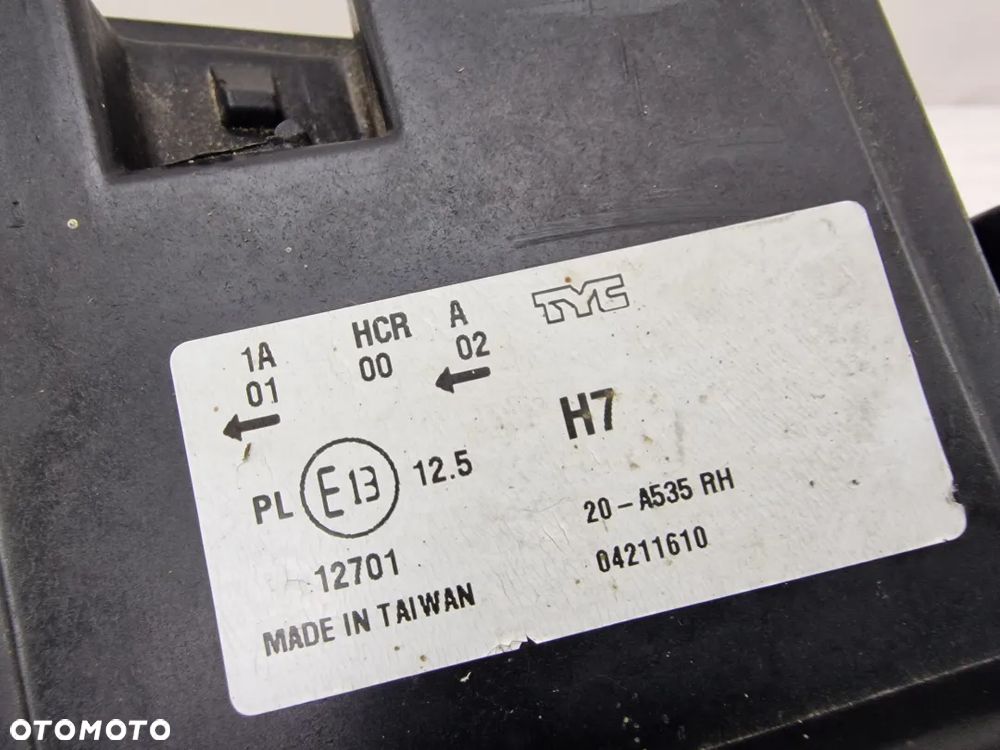 1A HCR A TYC
01 00 02
H7
PL E13 12.5
20-A535 RH
12701
04211610
MADE IN TAIWAN
OTOMOTO